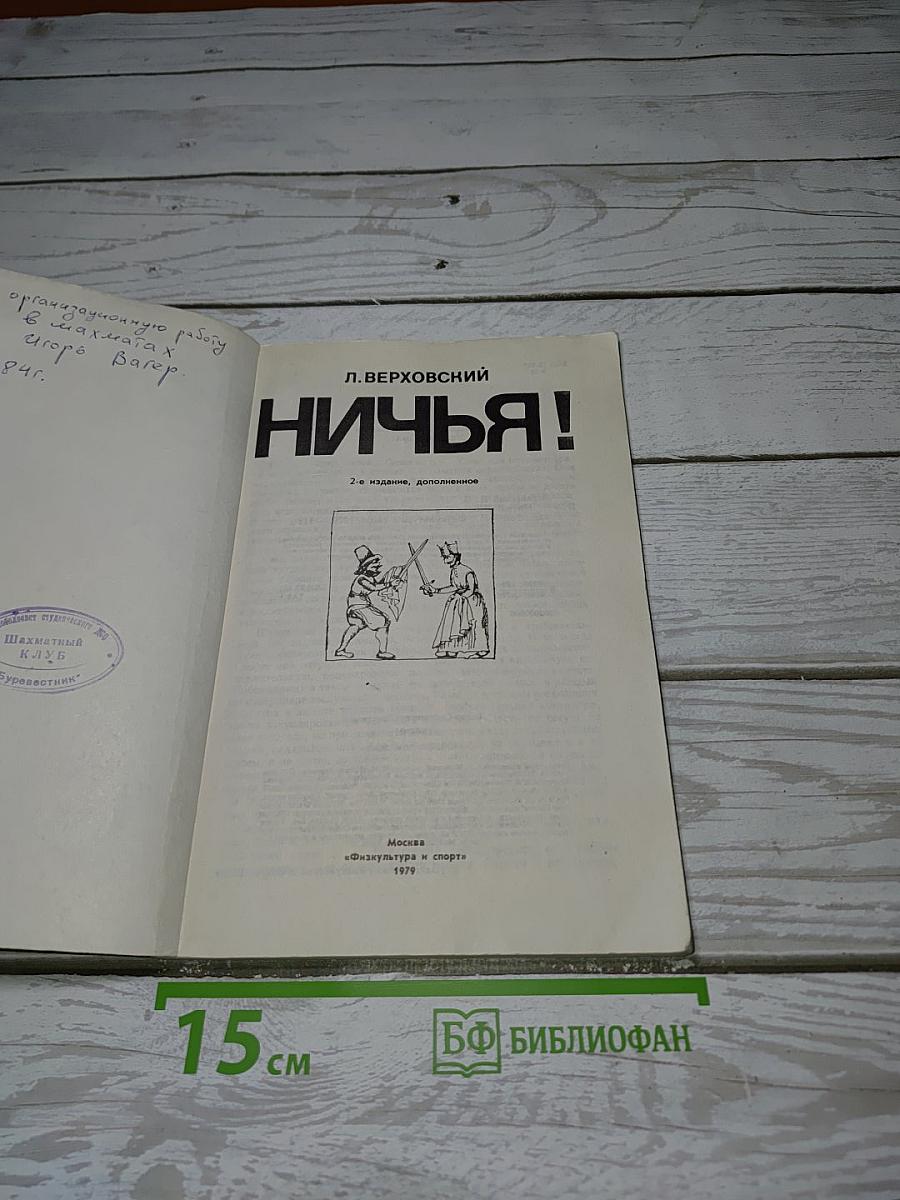 организационную работу
в шахматах
Игорь Вагер.
84г.
Шахматный
КЛУБ
"Буревестник"
Л. ВЕРХОВСКИЙ
НИЧЬЯ!
2-е издание, дополненное
Москва
«Физкультура и спорт»
1979
15 см
БФ БИБЛИОФАН